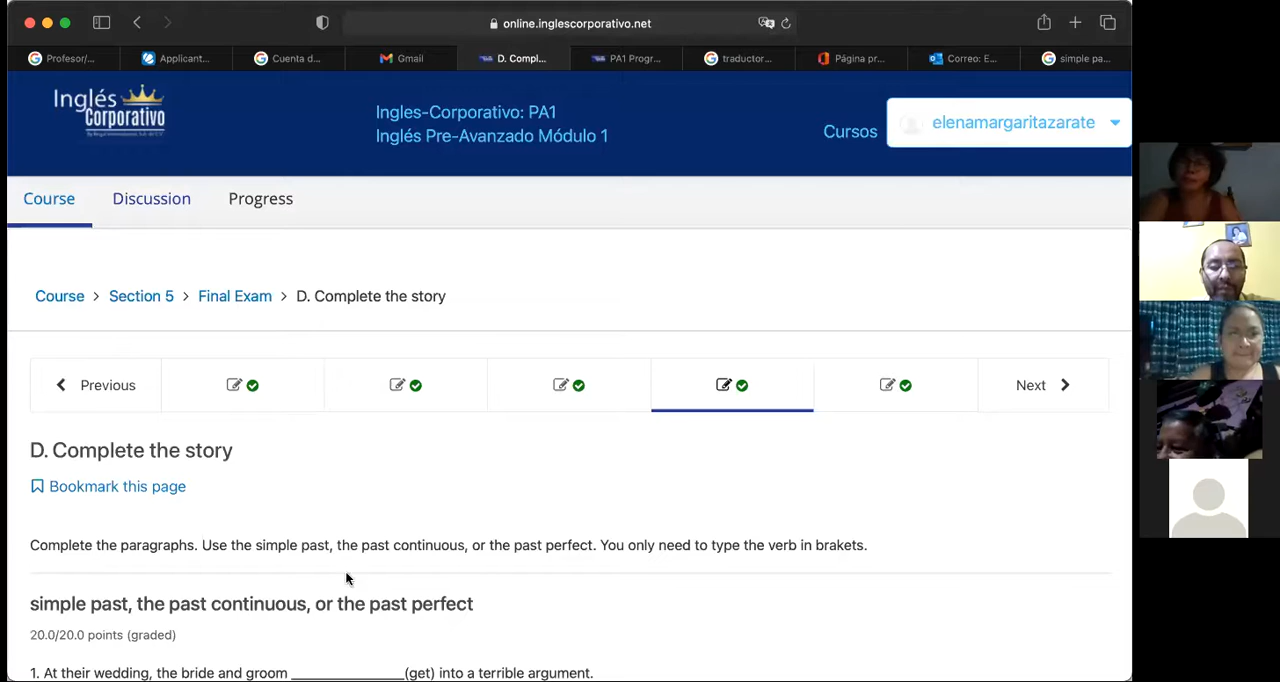 online.inglescorporativo.net
Profesor/...
Applicant...
Cuenta d...
Gmail
D. Compl...
PA1 Progr...
traductor...
Página pr...
Correo: E...
simple pa...
Inglés
Corporativo
Ingles-Corporativo: PA1
Inglés Pre-Avanzado Módulo 1
Cursos
elenamargaritazarate
Course
Discussion
Progress
Course > Section 5 > Final Exam > D. Complete the story
Previous
Next
D. Complete the story
Bookmark this page
Complete the paragraphs. Use the simple past, the past continuous, or the past perfect. You only need to type the verb in brakets.
simple past, the past continuous, or the past perfect
20.0/20.0 points (graded)
1. At their wedding, the bride and groom ______________(get) into a terrible argument.